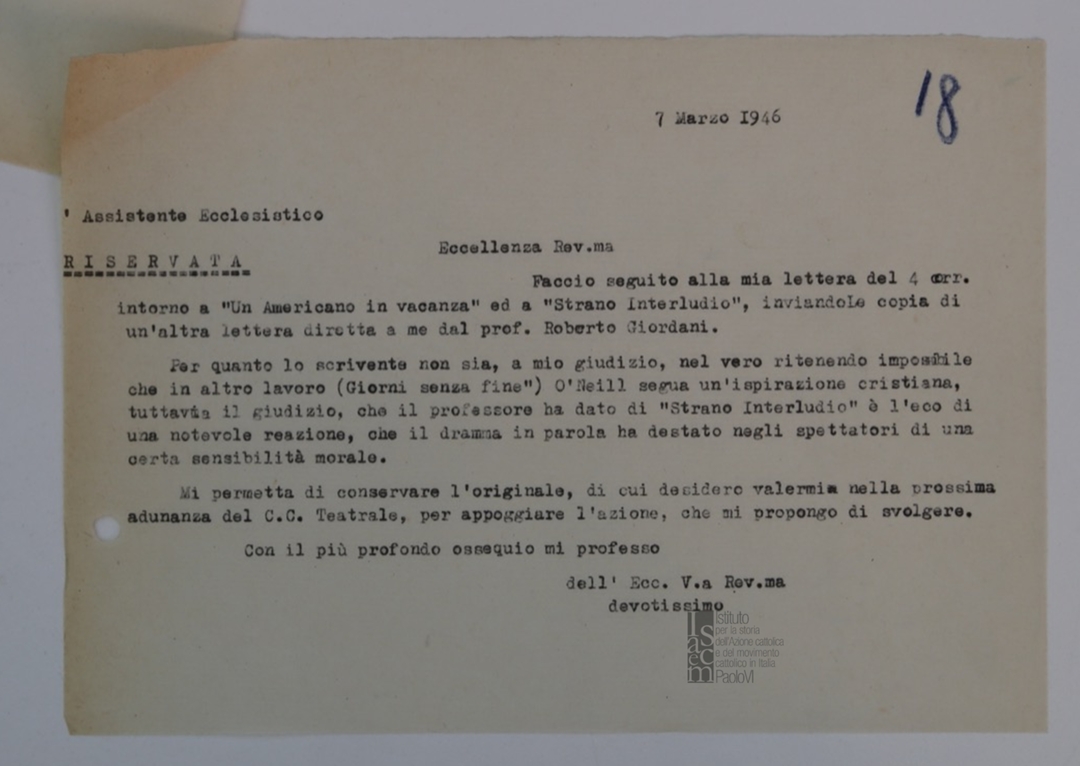 18
7 Marzo 1946
' Assistente Ecclesistico
Eccellenza Rev.ma
R I S E R V A T A
Faccio seguito alla mia lettera del 4 orr.
intorno a "Un Americano in vacanza" ed a "Strano Interludio", inviandoLe copia di
un'altra lettera diretta a me dal prof. Roberto Giordani.
Per quanto lo scrivente non sia, a mio giudizio, nel vero ritenendo impossibile
che in altro lavoro (Giorni senza fine") O'Neill segua un'ispirazione cristiana,
tuttavia il giudizio, che il professore ha dato di "Strano Interludio" è l'eco di
una notevole reazione, che il dramma in parola ha destato negli spettatori di una
certa sensibilità morale.
Mi permetta di conservare l'originale, di cui desidero valermi nella prossima
adunanza del C.C. Teatrale, per appoggiare l'azione, che mi propongo di svolgere.
Con il più profondo ossequio mi professo
dell' Ecc. V.a Rev.ma
devotissimo
Isacem
Istituto
per la storia
dell'Azione cattolica
e del movimento
cattolico in Italia
PaoloVI